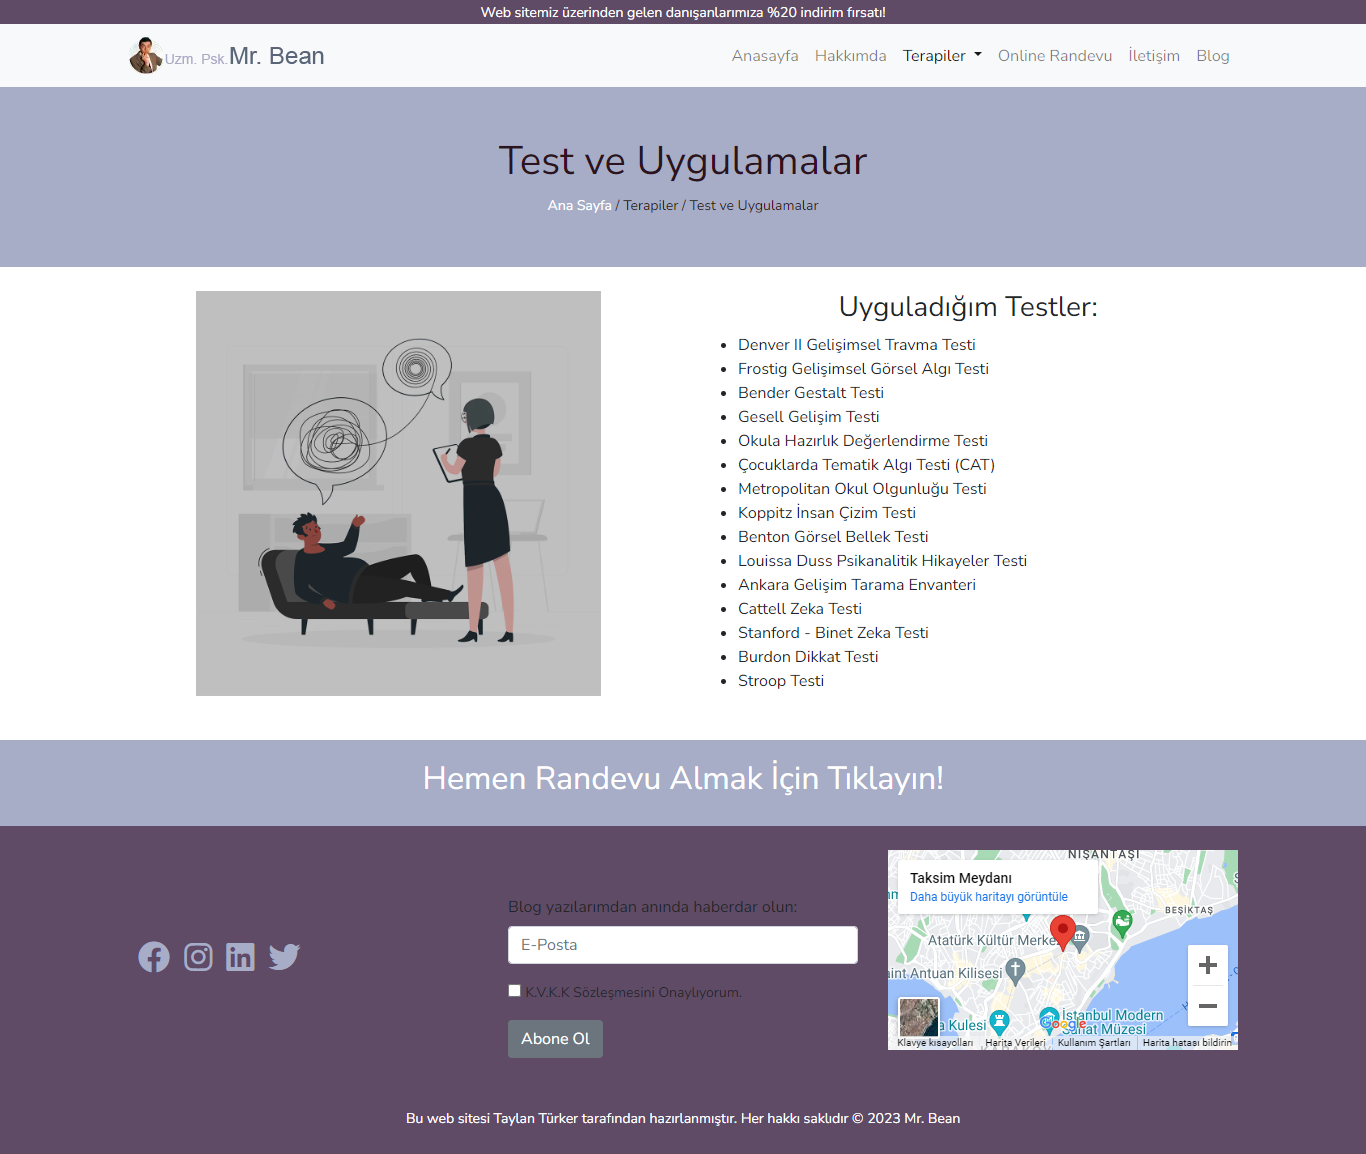 Web sitemiz üzerinden gelen danışanlarımıza %20 indirim fırsatı!
Uzm. Psk.Mr. Bean
Anasayfa Hakkımda Terapiler Online Randevu İletişim Blog
Test ve Uygulamalar
Ana Sayfa / Terapiler / Test ve Uygulamalar
Uyguladığım Testler:
• Denver II Gelişimsel Travma Testi
• Frostig Gelişimsel Görsel Algı Testi
• Bender Gestalt Testi
• Gesell Gelişim Testi
• Okula Hazırlık Değerlendirme Testi
• Çocuklarda Tematik Algı Testi (CAT)
• Metropolitan Okul Olgunluğu Testi
• Koppitz İnsan Çizim Testi
• Benton Görsel Bellek Testi
• Louissa Duss Psikanalitik Hikayeler Testi
• Ankara Gelişim Tarama Envanteri
• Cattell Zeka Testi
• Stanford - Binet Zeka Testi
• Burdon Dikkat Testi
• Stroop Testi
Hemen Randevu Almak İçin Tıklayın!
Blog yazılarımdan anında haberdar olun:
E-Posta
K.V.K.K Sözleşmesini Onaylıyorum.
Abone Ol
NİŞANTAŞI
Taksim Meydanı
Daha büyük haritayı görüntüle
BEŞİKTAŞ
Atatürk Kültür Merke
int Antuan Kilisesi
İstanbul Modern
Sanat Müzesi
a Kulesi
Google
Klavye kısayolları Harita Verileri Kullanım Şartları Harita hatası bildirin
Bu web sitesi Taylan Türker tarafından hazırlanmıştır. Her hakkı saklıdır © 2023 Mr. Bean